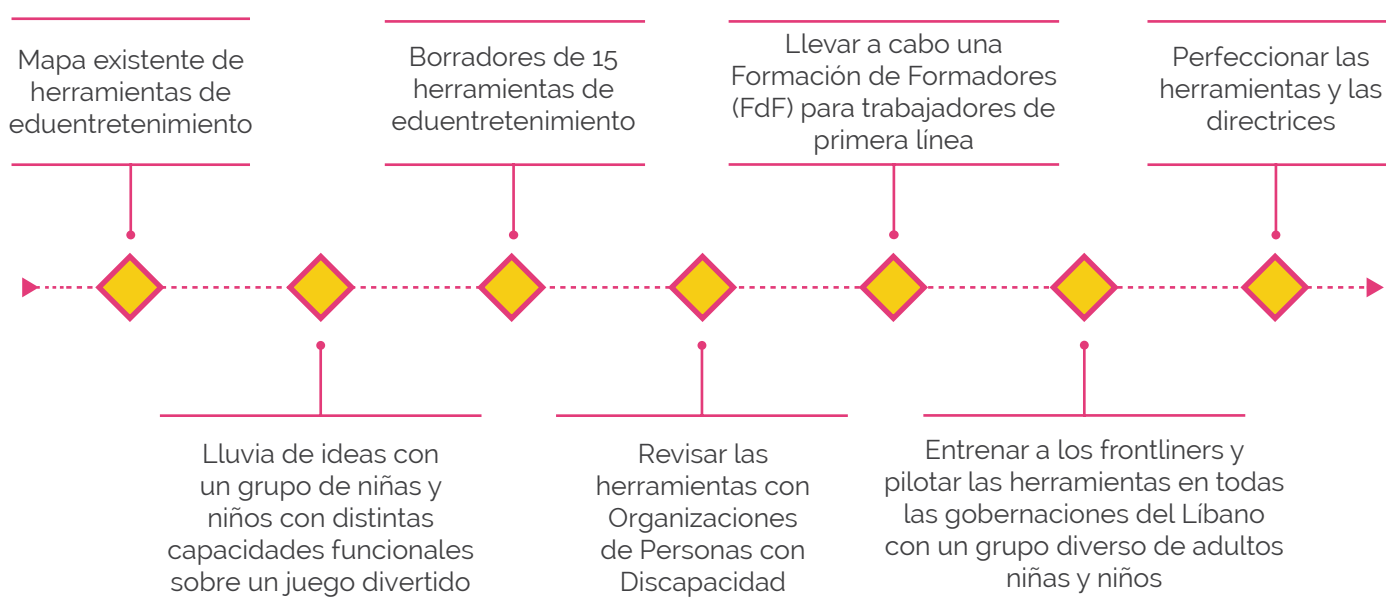 Mapa existente de
herramientas de
eduentretenimiento
Lluvia de ideas con
un grupo de niñas y
niños con distintas
capacidades funcionales
sobre un juego divertido
Borradores de 15
herramientas de
eduentretenimiento
Revisar las
herramientas con
Organizaciones
de Personas con
Discapacidad
Llevar a cabo una
Formación de Formadores
(FdF) para trabajadores de
primera línea
Entrenar a los frontliners y
pilotar las herramientas en todas
las gobernaciones del Líbano
con un grupo diverso de adultos
niñas y niños
Perfeccionar las
herramientas y las
directrices